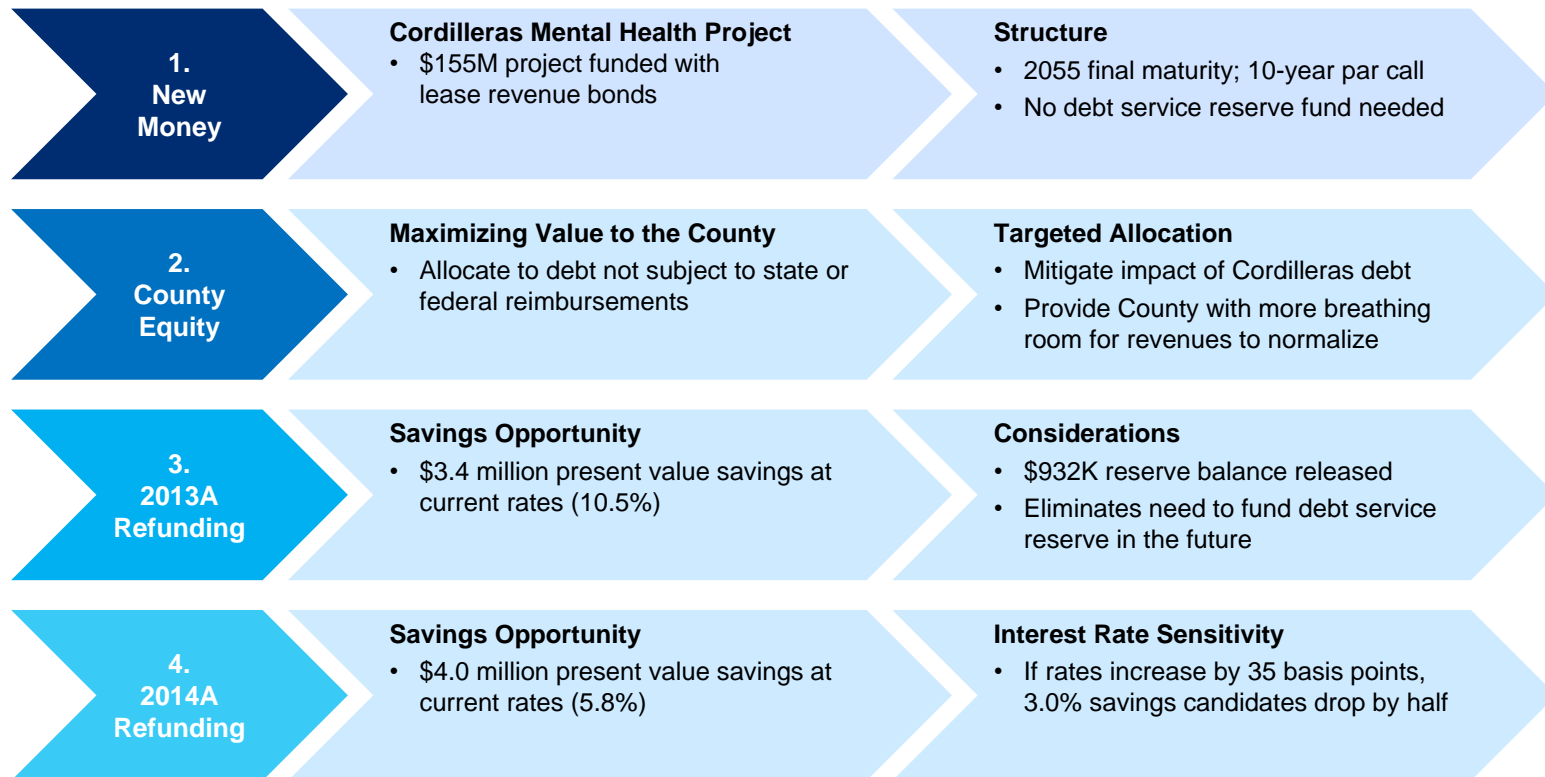 1.
New
Money
Cordilleras Mental Health Project
• $155M project funded with
lease revenue bonds
Structure
• 2055 final maturity; 10-year par call
• No debt service reserve fund needed
2.
County
Equity
Maximizing Value to the County
• Allocate to debt not subject to state or
federal reimbursements
Targeted Allocation
• Mitigate impact of Cordilleras debt
• Provide County with more breathing
room for revenues to normalize
3.
2013A
Refunding
Savings Opportunity
• $3.4 million present value savings at
current rates (10.5%)
Considerations
• $932K reserve balance released
• Eliminates need to fund debt service
reserve in the future
4.
2014A
Refunding
Savings Opportunity
• $4.0 million present value savings at
current rates (5.8%)
Interest Rate Sensitivity
• If rates increase by 35 basis points,
3.0% savings candidates drop by half